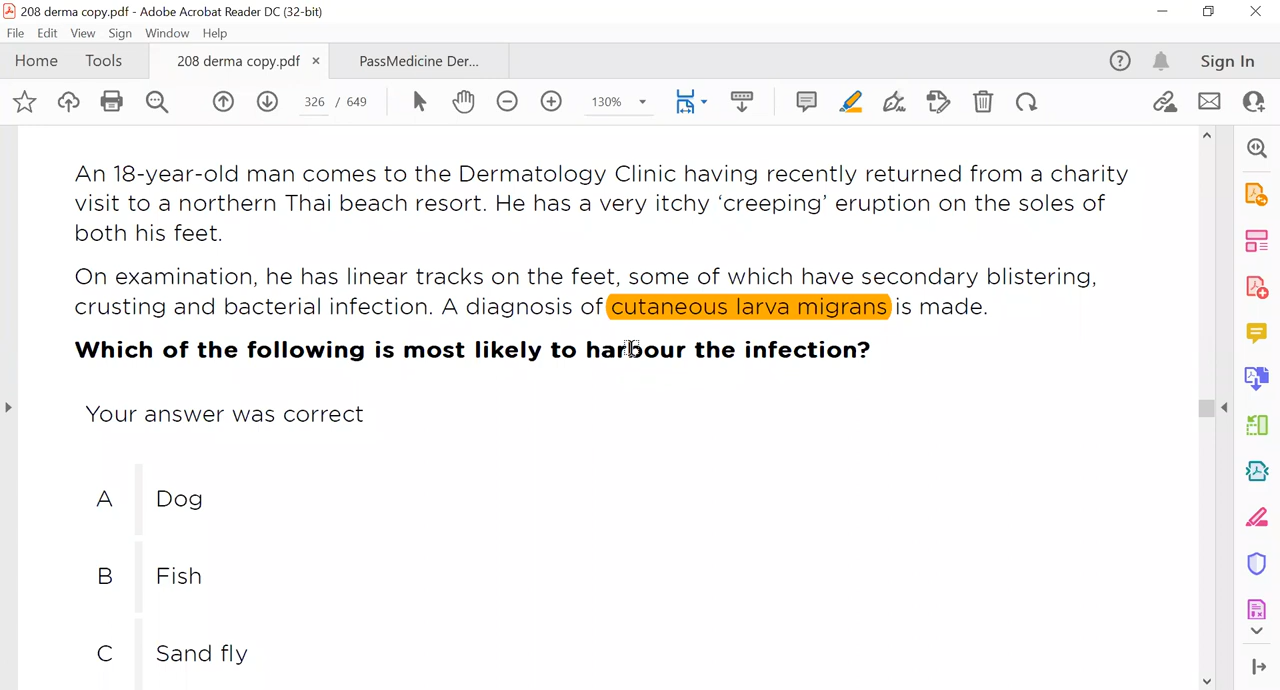 208 derma copy.pdf - Adobe Acrobat Reader DC (32-bit)
File Edit View Sign Window Help
Home Tools 208 derma copy.pdf × PassMedicine Der... Sign In
326 / 649 130%
An 18-year-old man comes to the Dermatology Clinic having recently returned from a charity
visit to a northern Thai beach resort. He has a very itchy ‘creeping’ eruption on the soles of
both his feet.
On examination, he has linear tracks on the feet, some of which have secondary blistering,
crusting and bacterial infection. A diagnosis of cutaneous larva migrans is made.
Which of the following is most likely to harbour the infection?
Your answer was correct
A Dog
B Fish
C Sand fly